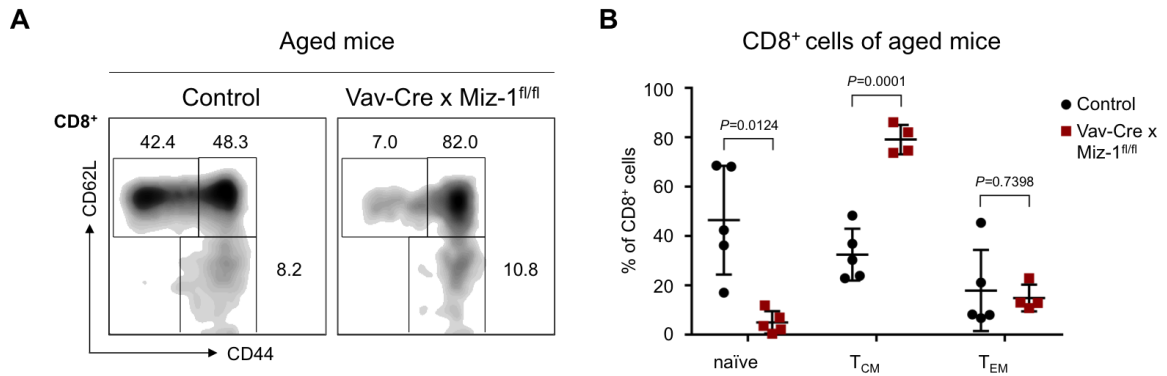 A
Aged mice
Control
Vav-Cre x Miz-1fl/fl
CD8+
42.4
48.3
7.0
82.0
8.2
10.8
CD62L
CD44
B
CD8+ cells of aged mice
% of CD8+ cells
100
80
60
40
20
0
P=0.0124
P=0.0001
P=0.7398
naïve
TCM
TEM
Control
Vav-Cre x
Miz-1fl/fl